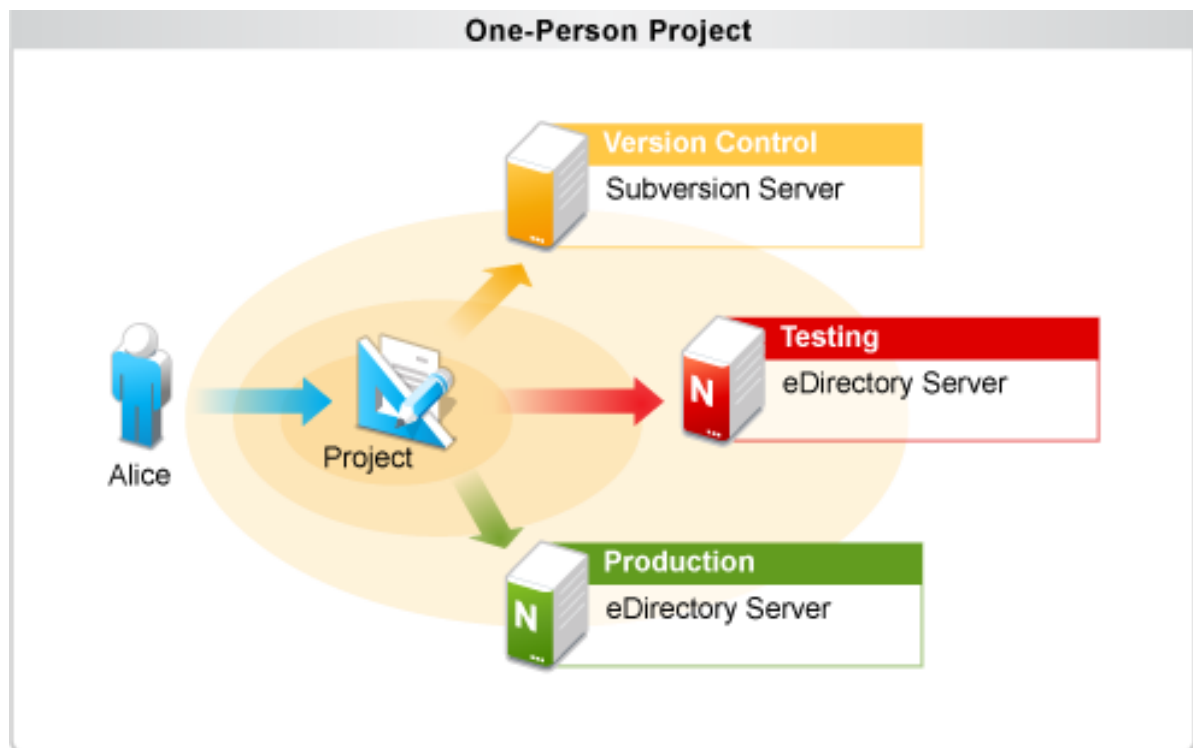 One-Person Project
Version Control
Subversion Server
Testing
eDirectory Server
N
Project
Alice
Production
eDirectory Server
N